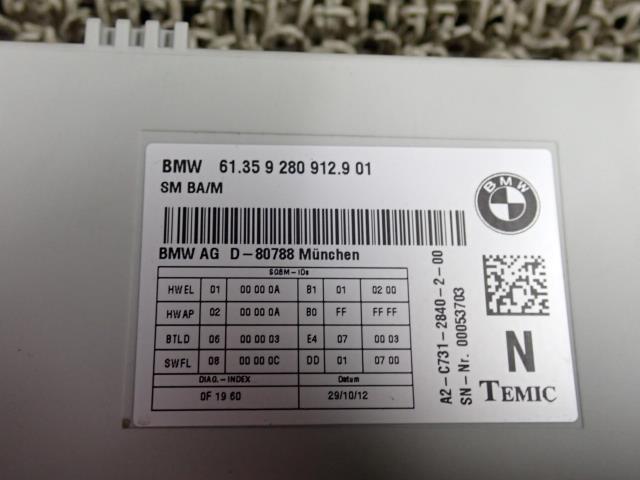 BMW 61.35 9 280 912.9 01
SM BA/M
BMW
BMW AG D-80788 München
SGBM-IDs
HWEL 01 00 00 0A B1 01 02 00
HWAP 02 00 00 0A B0 FF FF FF
BTLD 06 00 00 03 E4 07 00 03
SWFL 08 00 00 0C DD 01 07 00
DIAG.-INDEX Datum
0F 19 60 29/10/12
A2-C731-2840-2-00
SN-Nr. 00053703
N
TEMIC